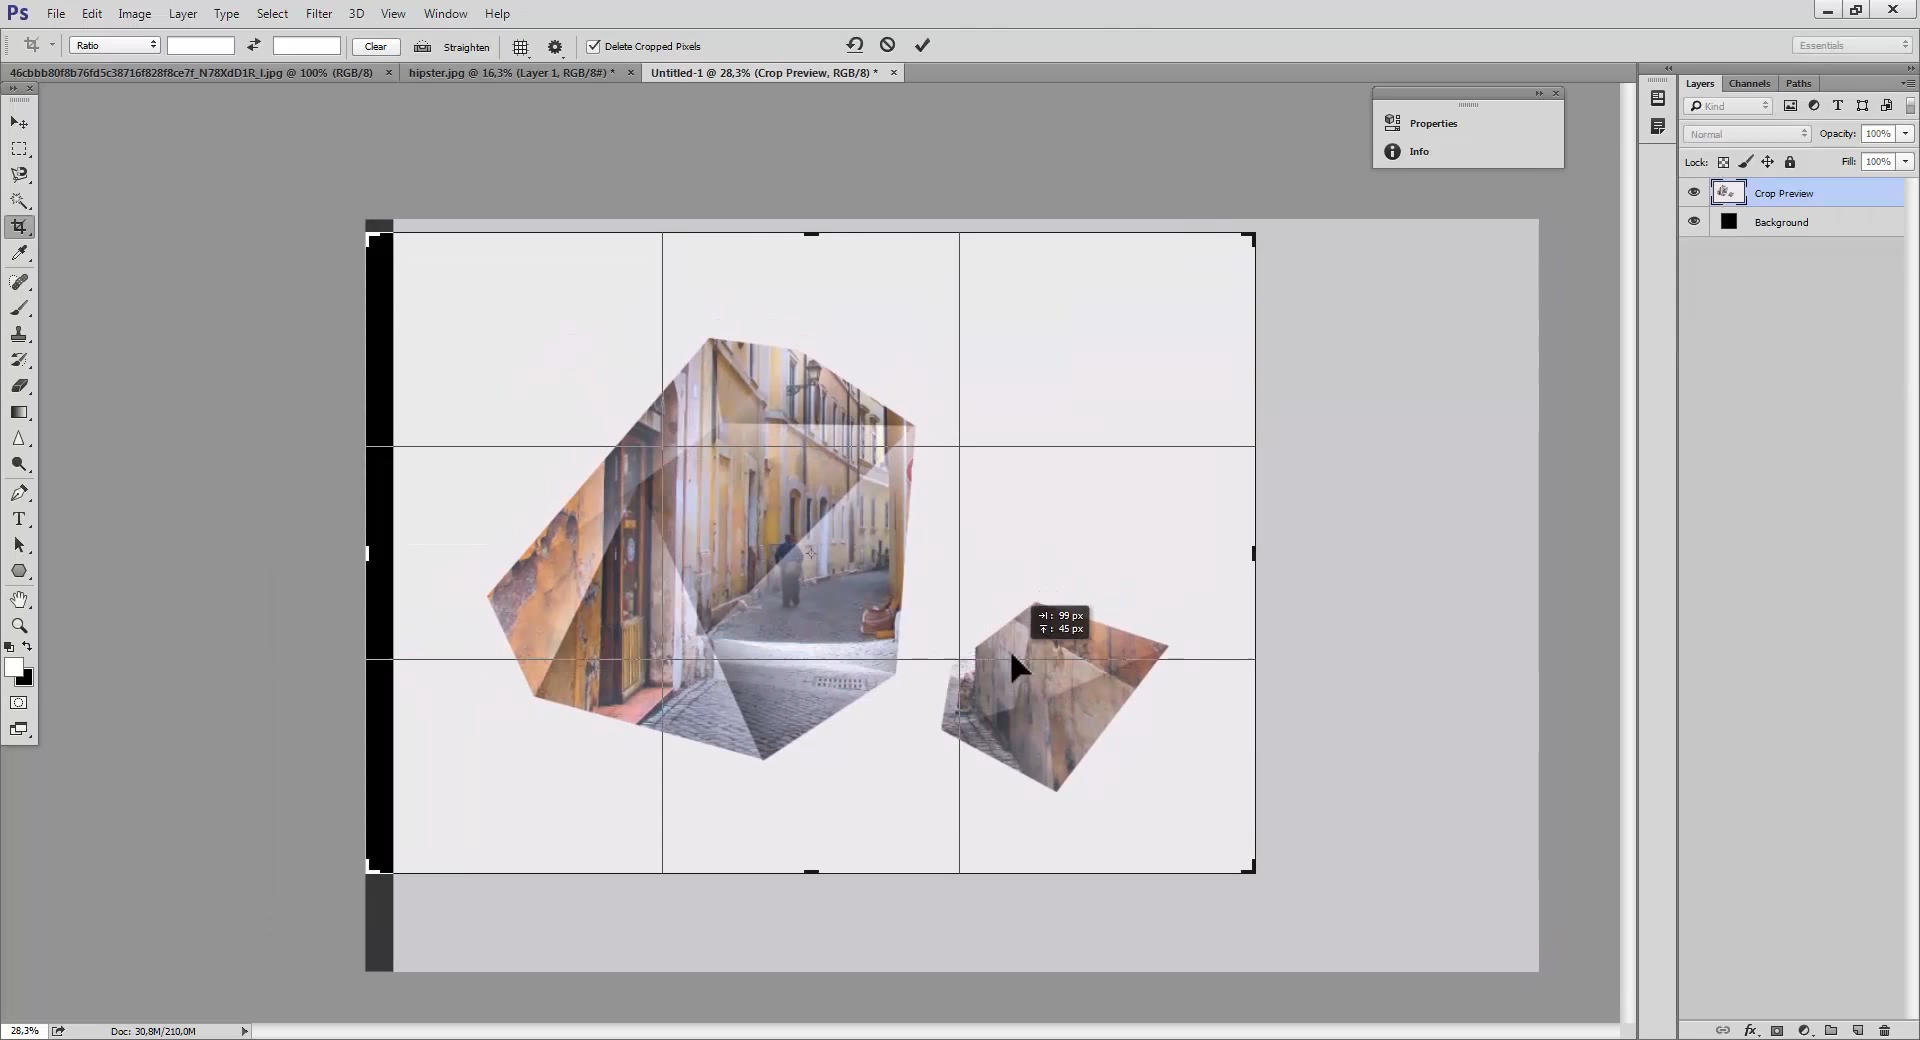 Ps File Edit Image Layer Type Select Filter 3D View Window Help
Ratio Clear Straighten Delete Cropped Pixels Essentials
46cbbb80f8b76fd5c38716f828f8ce7f_N78XdD1R_l.jpg @ 100% (RGB/8) × hipster.jpg @ 16,3% (Layer 1, RGB/8#) * × Untitled-1 @ 28,3% (Crop Preview, RGB/8) * ×
Layers Channels Paths
Kind
Properties
Normal Opacity: 100%
Info
Lock: Fill: 100%
Crop Preview
Background
: 99 px
: 45 px
28,3% Doc: 30,8M/210,0M